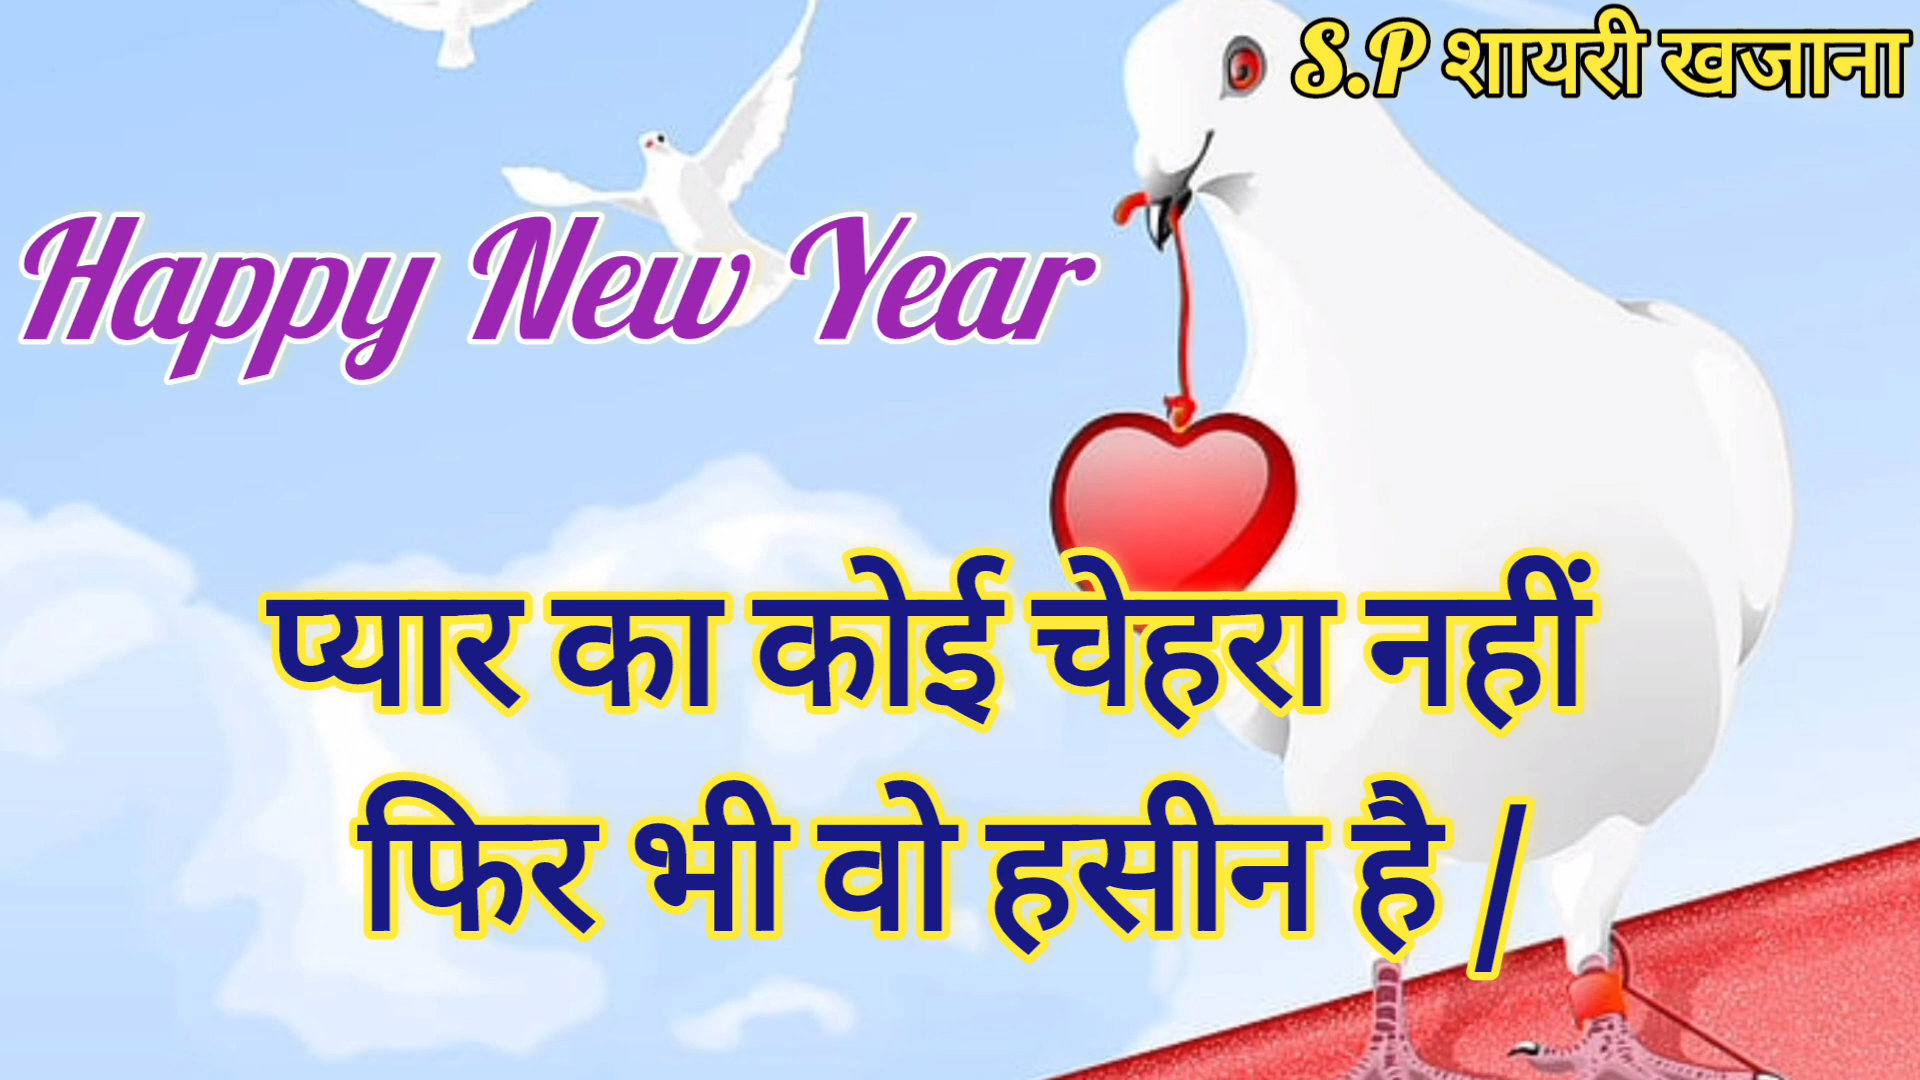 S.P शायरी खजाना
Happy New Year
प्यार का कोई चेहरा नहीं
फिर भी वो हसीन है /